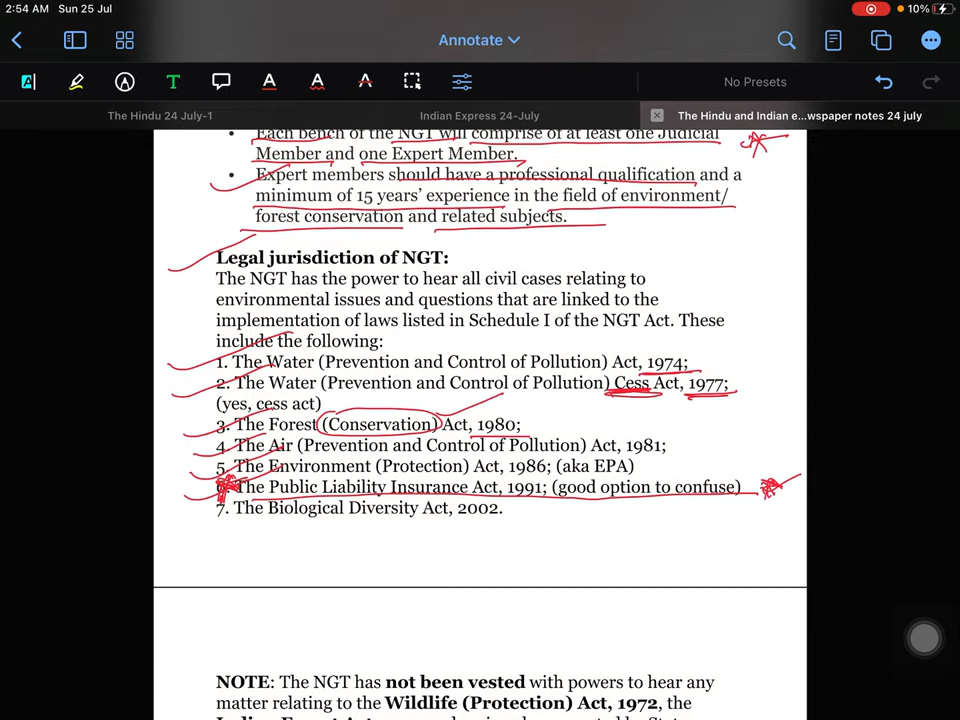 2:54 AM Sun 25 Jul 10%
Annotate
T A A A No Presets
The Hindu 24 July-1 Indian Express 24-July The Hindu and Indian e...wspaper notes 24 july
• Each bench of the NGT will comprise of at least one Judicial
Member and one Expert Member.
• Expert members should have a professional qualification and a
minimum of 15 years' experience in the field of environment/
forest conservation and related subjects.
Legal jurisdiction of NGT:
The NGT has the power to hear all civil cases relating to
environmental issues and questions that are linked to the
implementation of laws listed in Schedule I of the NGT Act. These
include the following:
1. The Water (Prevention and Control of Pollution) Act, 1974;
2. The Water (Prevention and Control of Pollution) Cess Act, 1977;
(yes, cess act)
3. The Forest (Conservation) Act, 1980;
4. The Air (Prevention and Control of Pollution) Act, 1981;
5. The Environment (Protection) Act, 1986; (aka EPA)
6. The Public Liability Insurance Act, 1991; (good option to confuse)
7. The Biological Diversity Act, 2002.
NOTE: The NGT has not been vested with powers to hear any
matter relating to the Wildlife (Protection) Act, 1972, the